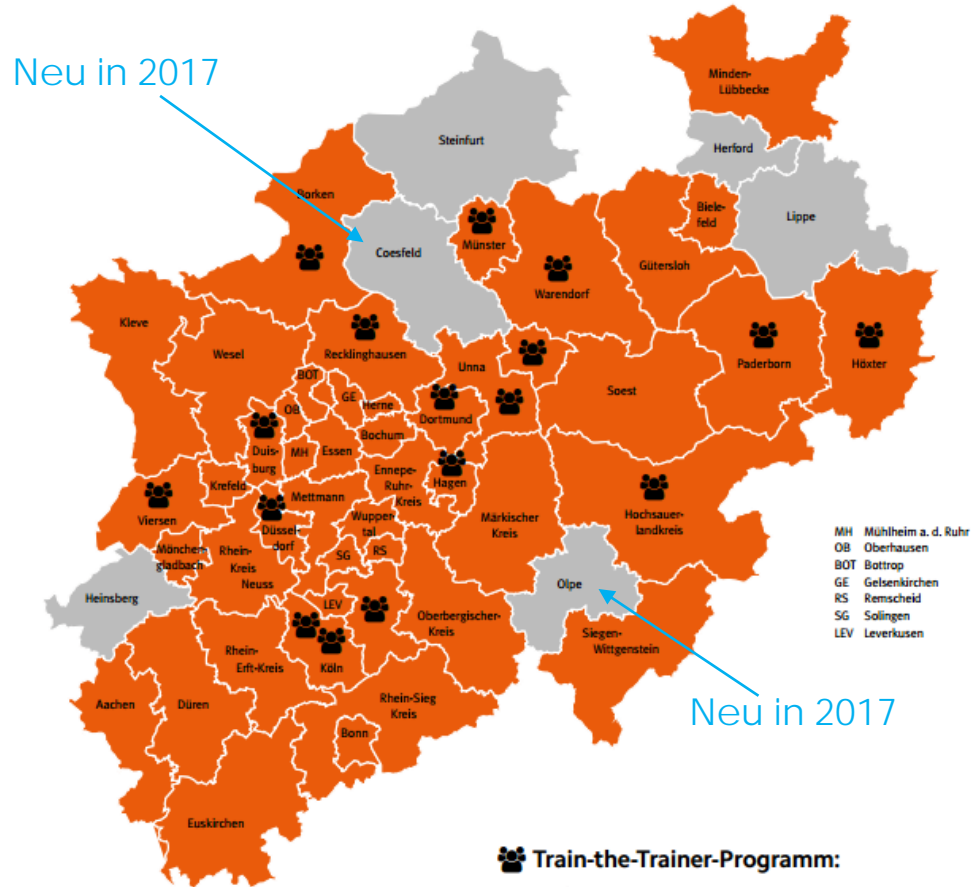 Neu in 2017
Minden-
Lübbecke
Steinfurt
Herford
Borken
Biele-
feld
Lippe
Münster
Coesfeld
Gütersloh
Warendorf
Kleve
Wesel
Recklinghausen
Unna
Paderborn
Höxter
Soest
BOT
GE
Herne
OB
Dortmund
Bochum
Duis-
burg
MH
Essen
Ennepe-
Ruhr-
Kreis
Hagen
Krefeld
Mettmann
Viersen
Hochsauer-
landkreis
Märkischer
Kreis
Wupper-
tal
Düssel-
dorf
Mönchen-
gladbach
Rhein-
Kreis
Neuss
SG
RS
MH Mühlheim a. d. Ruhr
OB Oberhausen
BOT Bottrop
GE Gelsenkirchen
RS Remscheid
SG Solingen
LEV Leverkusen
Olpe
Heinsberg
LEV
Oberbergischer-
Kreis
Siegen-
Wittgenstein
Rhein-
Erft-Kreis
Köln
Rhein-Sieg
Kreis
Aachen
Düren
Neu in 2017
Bonn
Euskirchen
Train-the-Trainer-Programm: